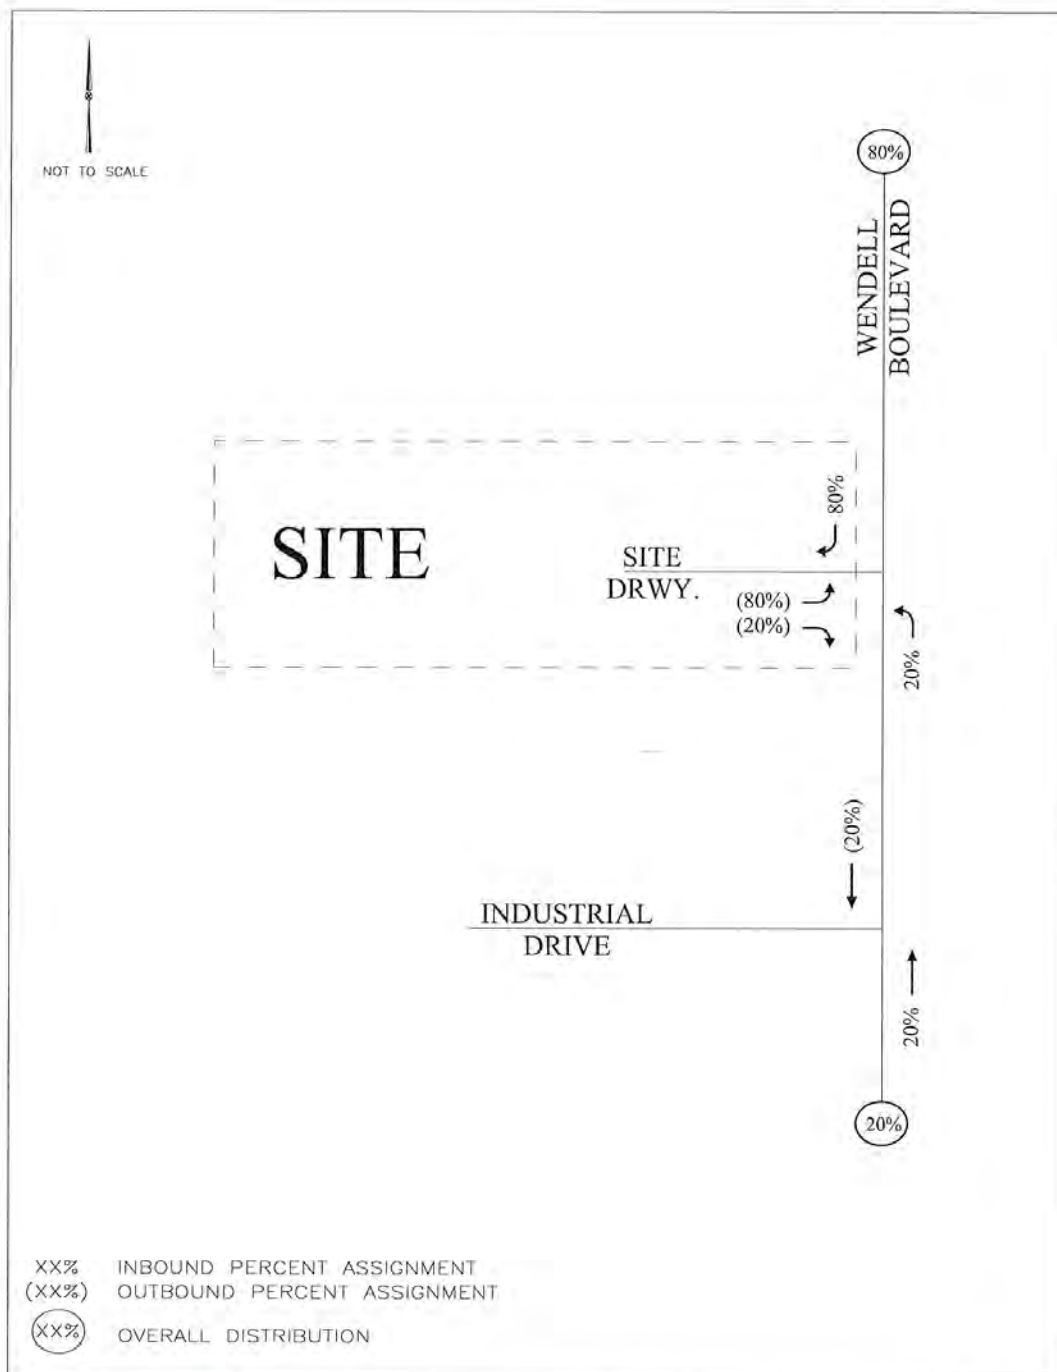 NOT TO SCALE
80%
WENDELL
BOULEVARD
80%
SITE
SITE
DRWY.
(80%)
(20%)
20%
(20%)
INDUSTRIAL
DRIVE
20%
20%
XX% INBOUND PERCENT ASSIGNMENT
(XX%) OUTBOUND PERCENT ASSIGNMENT
XX% OVERALL DISTRIBUTION